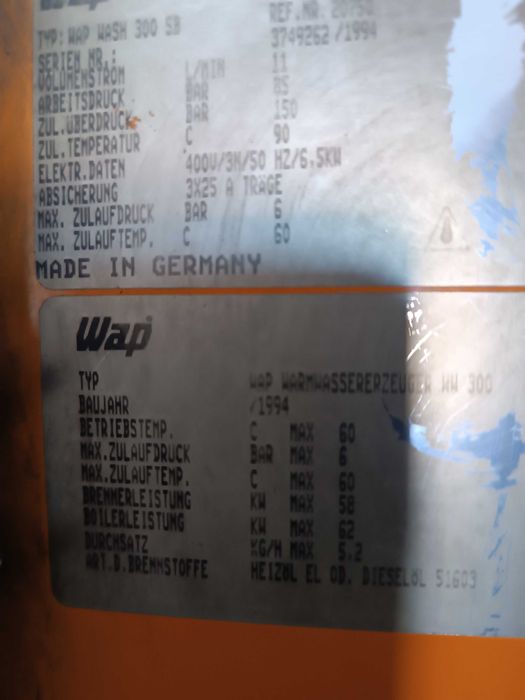 Wap
TYP: WAP WASH 300 SB REF.NR. 20758
SERIEN NR.: 3749262/1994
VOLUMENSTROM L/MIN 11
ARBEITSDRUCK BAR 85
ZUL.ÜBERDRUCK BAR 150
ZUL.TEMPERATUR C 90
ELEKTR.DATEN 400V/3N/50 HZ/6,5KW
ABSICHERUNG 3X25 A TRÄGE
MAX. ZULAUFDRUCK BAR 6
MAX. ZULAUFTEMP. C 60
MADE IN GERMANY
Wap
TYP WAP WARMWASSERERZEUGER WW 300
BAUJAHR /1994
BETRIEBSTEMP. C MAX 60
MAX.ZULAUFDRUCK BAR MAX 6
MAX.ZULAUFTEMP. C MAX 60
BRENNERLEISTUNG KW MAX 58
BOILERLEISTUNG KW MAX 62
DURCHSATZ KG/H MAX 5.2
ART.D.BRENNSTOFFE HEIZÖL EL OD. DIESELÖL 51603